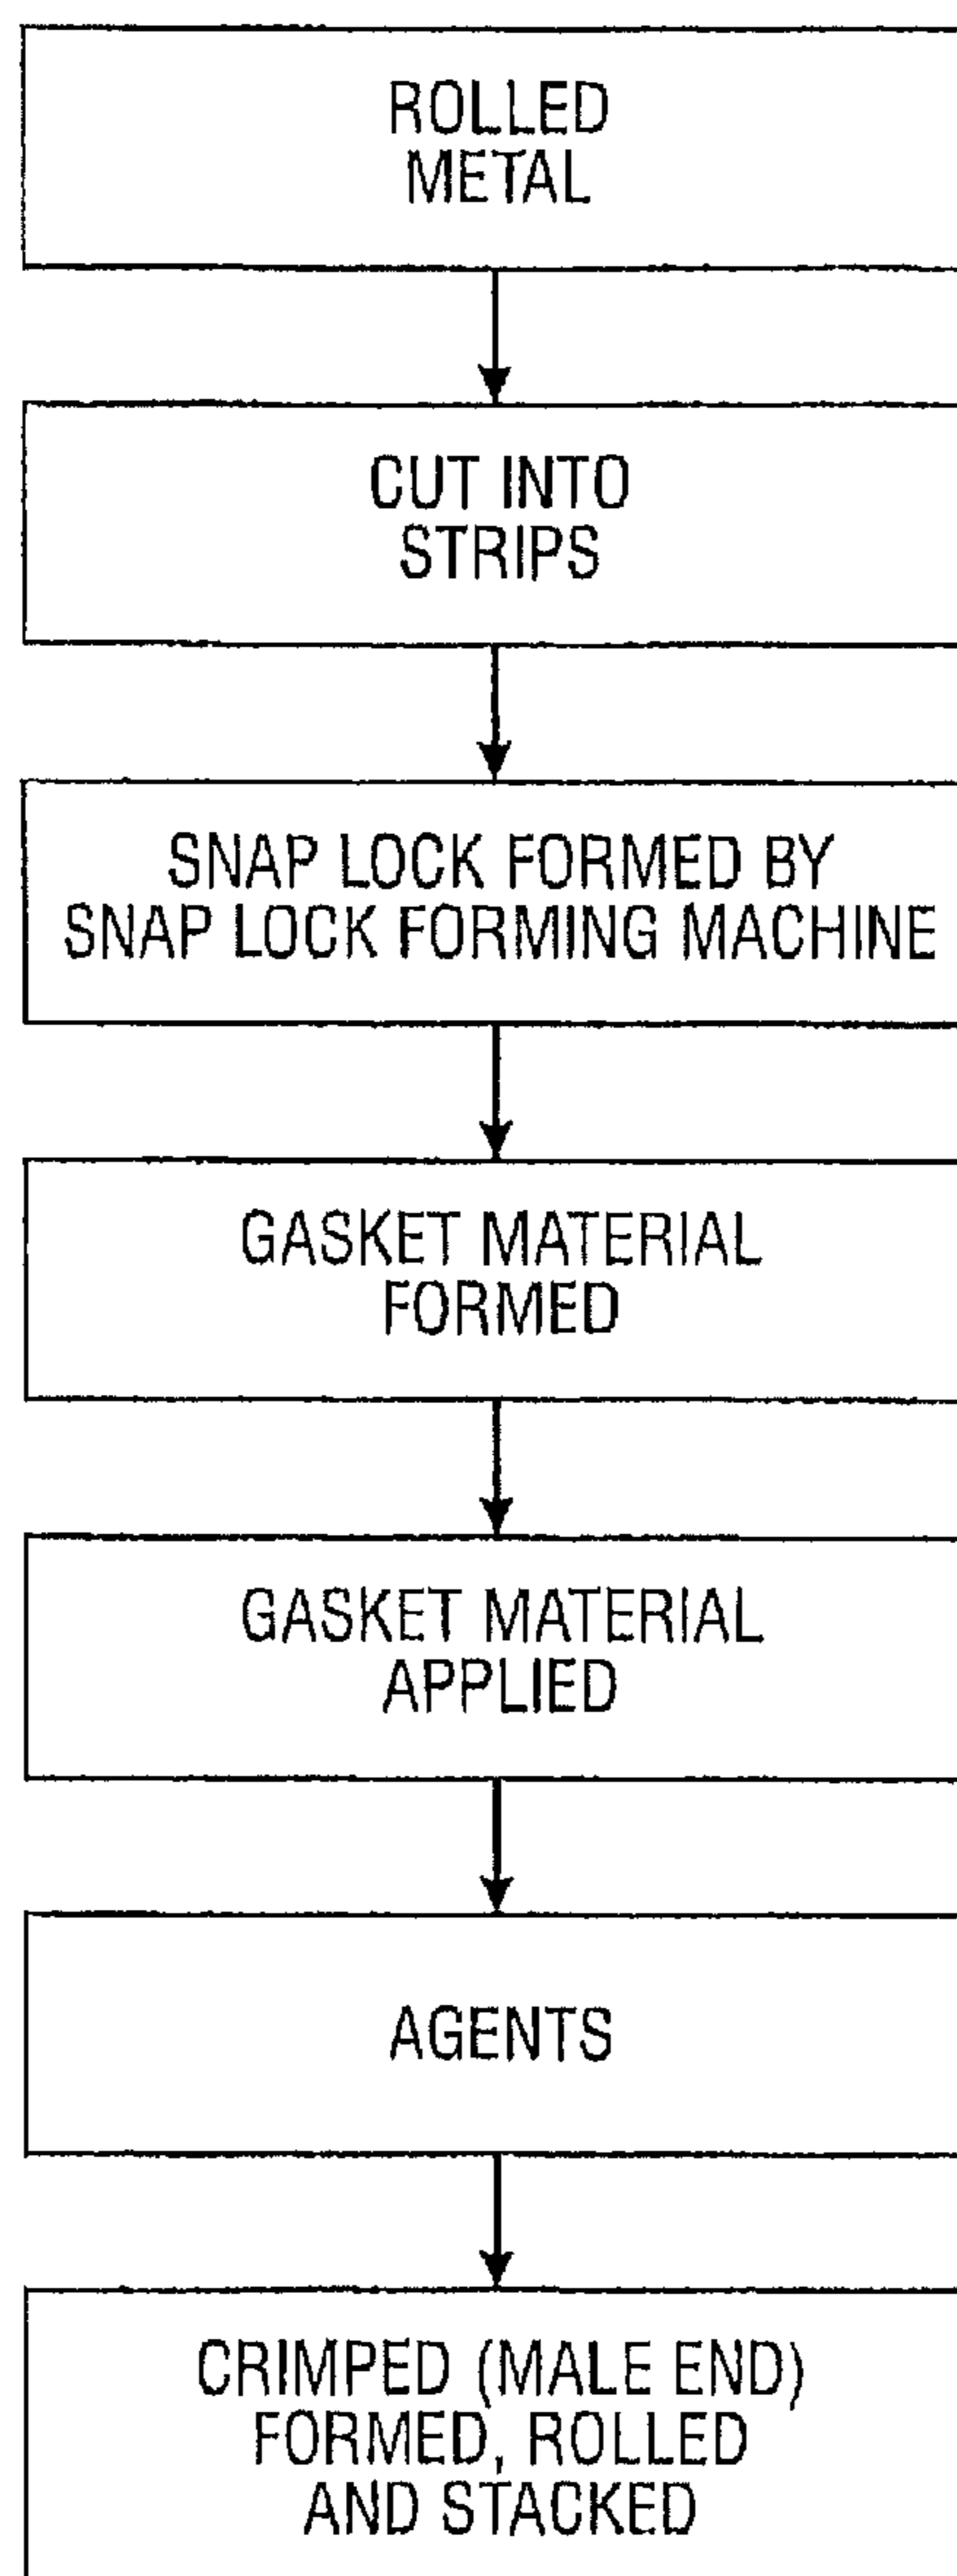 ROLLED
METAL
CUT INTO
STRIPS
SNAP LOCK FORMED BY
SNAP LOCK FORMING MACHINE
GASKET MATERIAL
FORMED
GASKET MATERIAL
APPLIED
AGENTS
CRIMPED (MALE END)
FORMED, ROLLED
AND STACKED